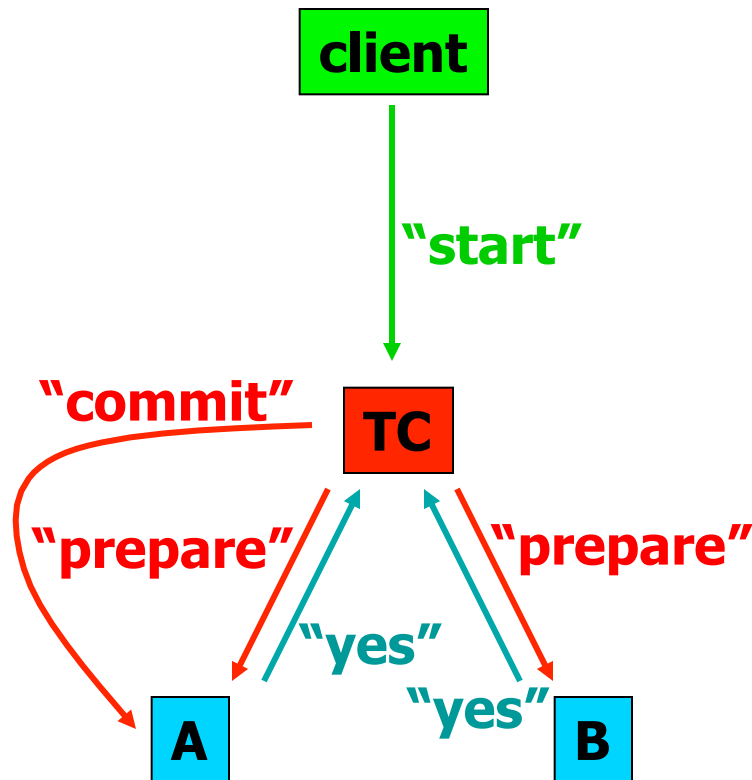 client
“start”
“commit”
TC
“prepare”
“prepare”
“yes”
“yes”
A
B